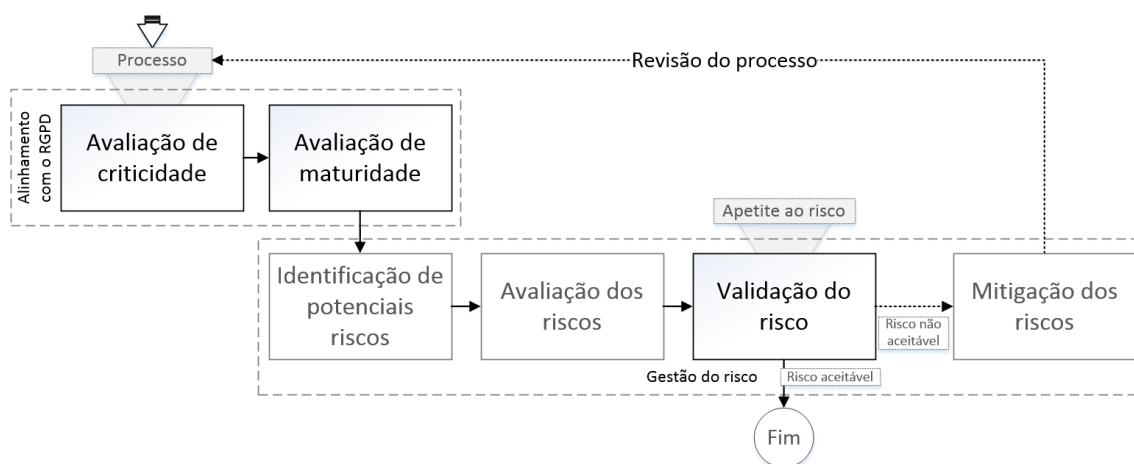 Processo
Revisão do processo
Alinhamento
com o RGPD
Avaliação de
criticidade
Avaliação de
maturidade
Apetite ao risco
Identificação de
potenciais
riscos
Avaliação dos
riscos
Validação do
risco
Risco não
aceitável
Mitigação dos
riscos
Gestão do risco
Risco aceitável
Fim